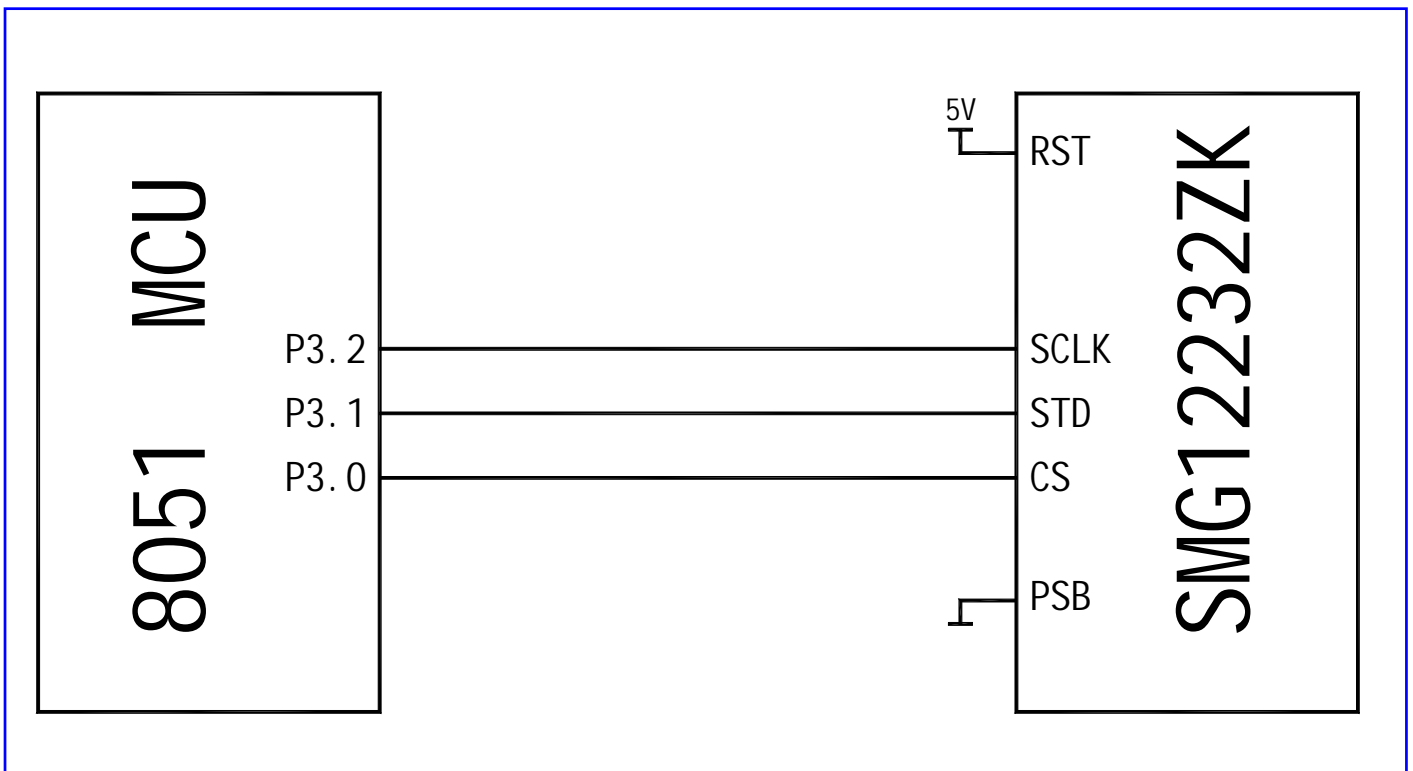 8051 MCU
P3.2
P3.1
P3.0
5V
RST
SCLK
STD
CS
PSB
SMG12232ZK